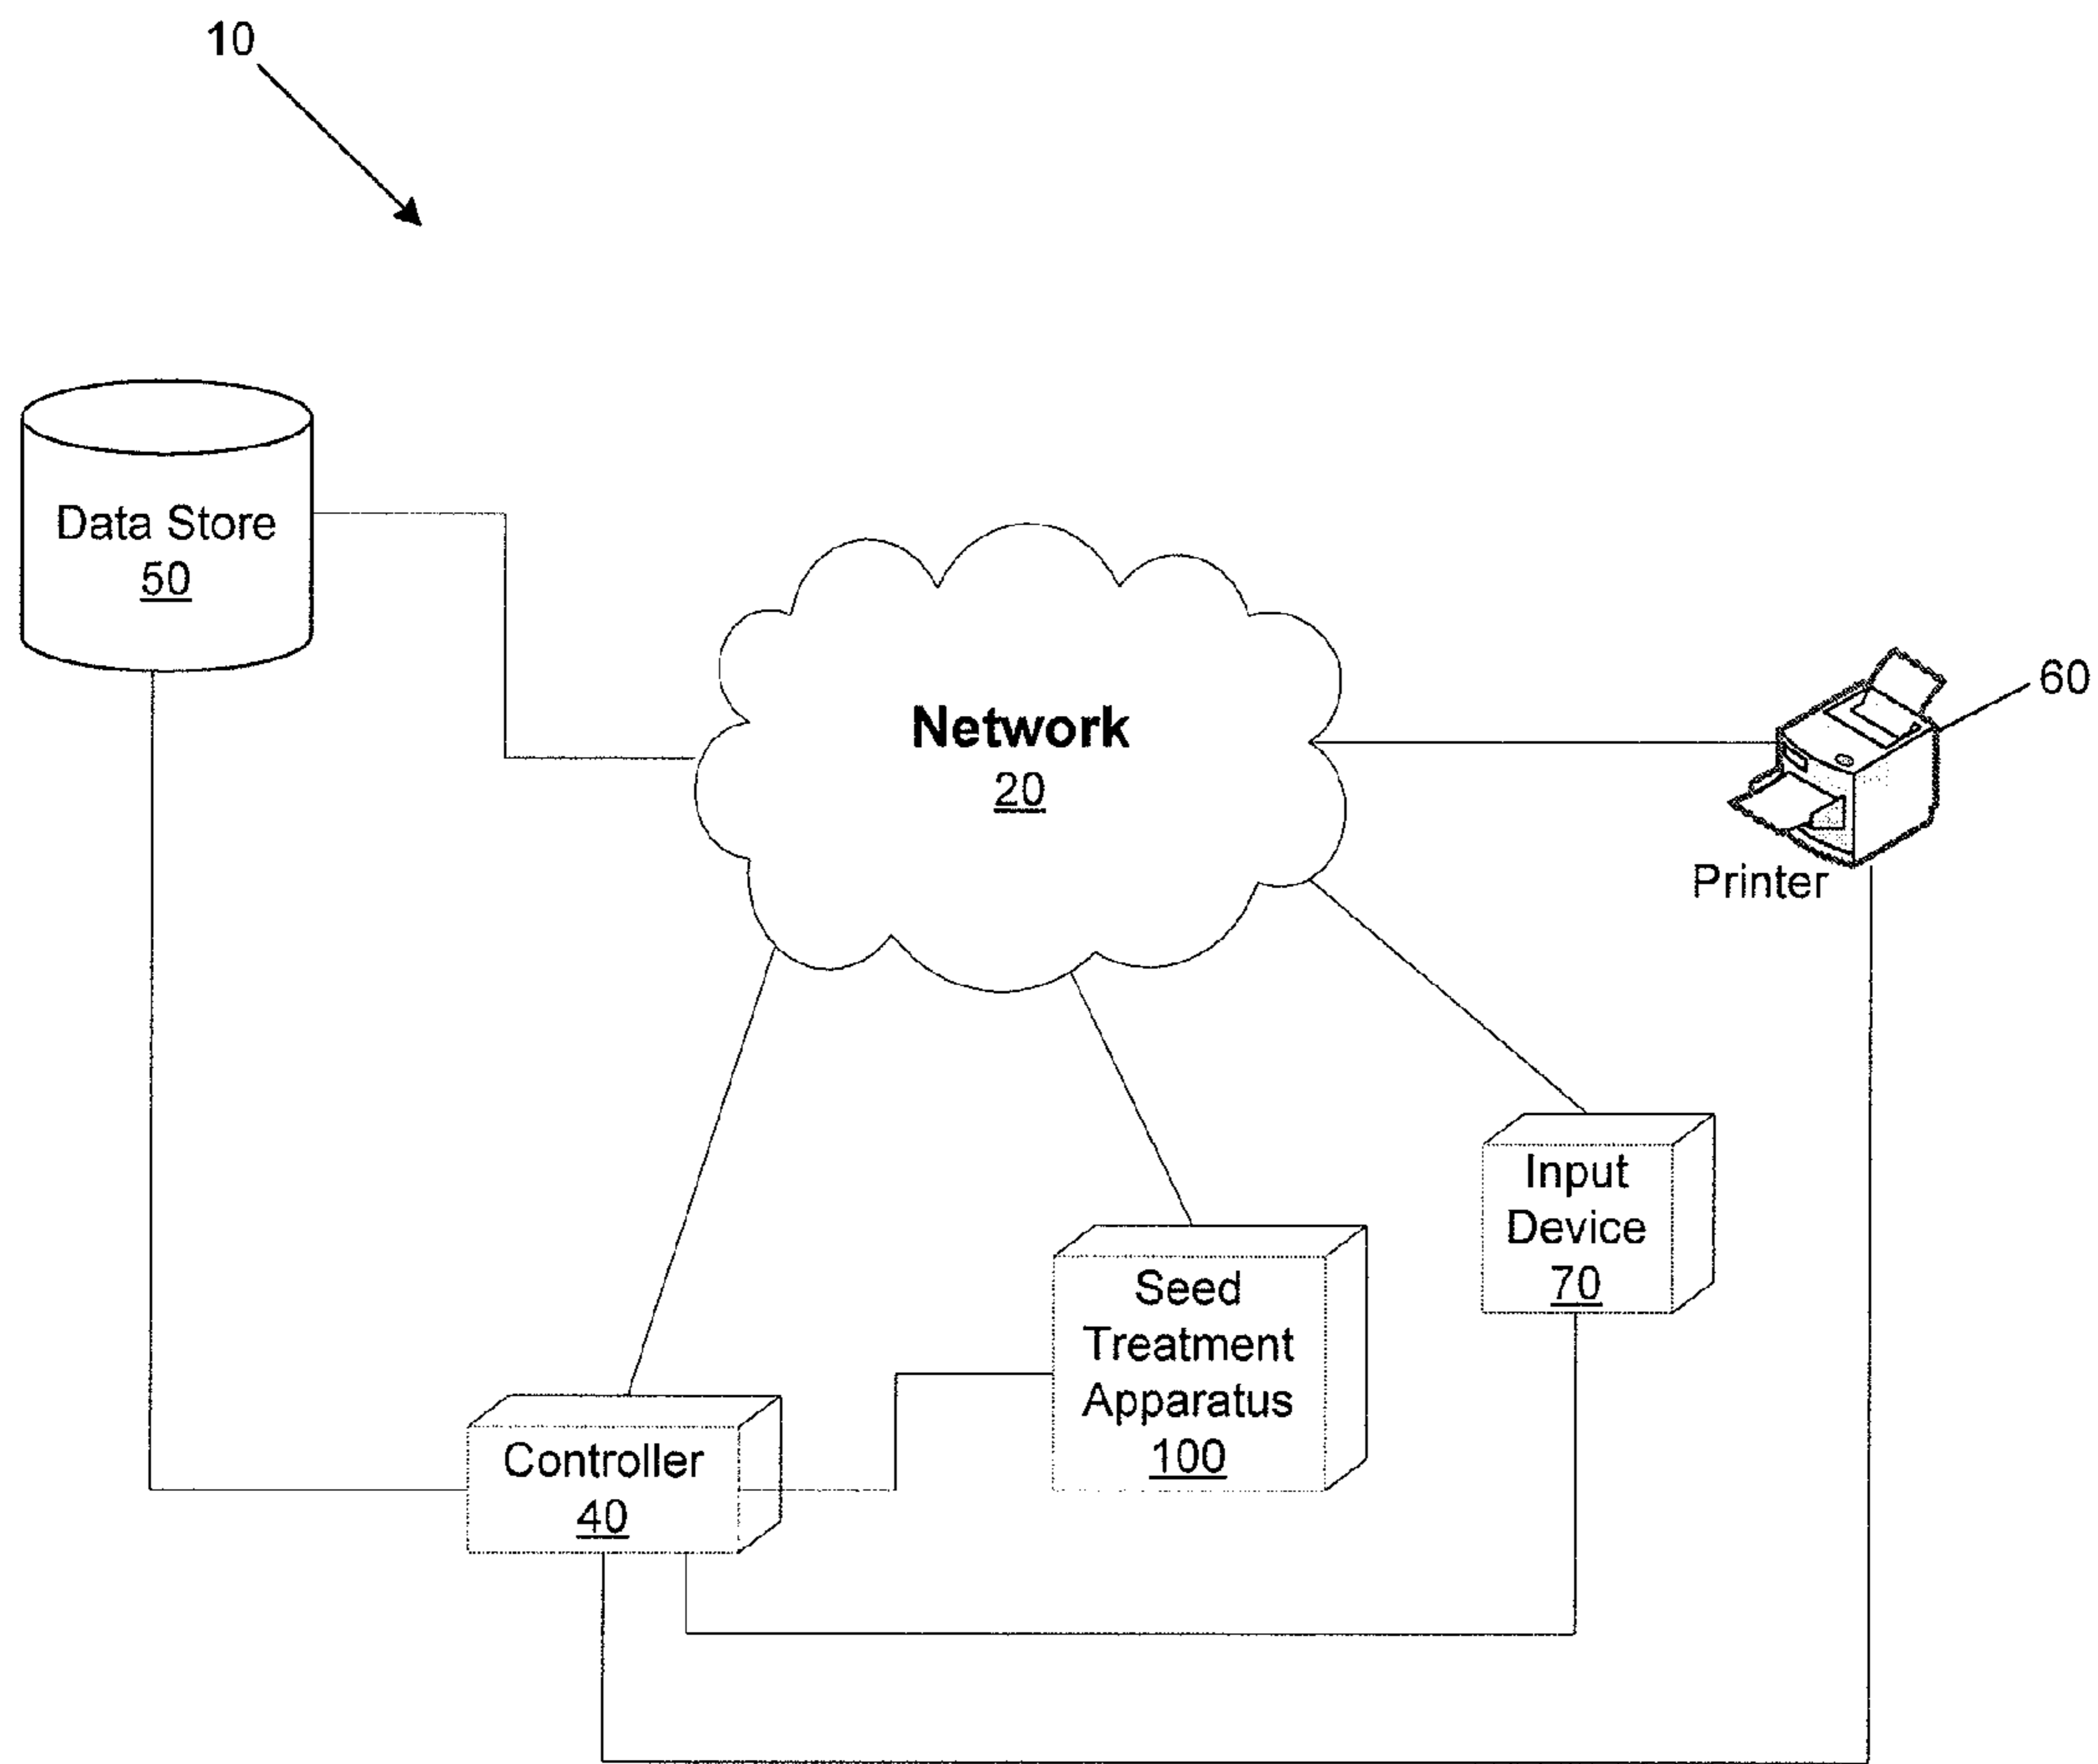 10
Data Store
50
Network
20
60
Printer
Input
Device
70
Seed
Treatment
Apparatus
100
Controller
40